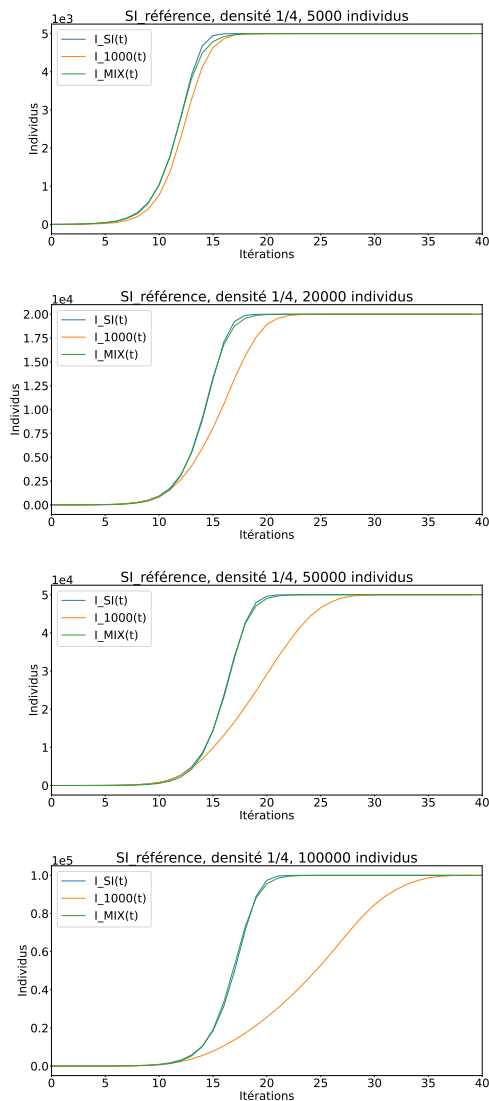 SI_référence, densité 1/4, 5000 individus
1e3
5
4
3
2
1
0
Individus
I_SI(t)
I_1000(t)
I_MIX(t)
0 5 10 15 20 25 30 35 40
Itérations
SI_référence, densité 1/4, 20000 individus
1e4
2.00
1.75
1.50
1.25
1.00
0.75
0.50
0.25
0.00
Individus
I_SI(t)
I_1000(t)
I_MIX(t)
0 5 10 15 20 25 30 35 40
Itérations
SI_référence, densité 1/4, 50000 individus
1e4
5
4
3
2
1
0
Individus
I_SI(t)
I_1000(t)
I_MIX(t)
0 5 10 15 20 25 30 35 40
Itérations
SI_référence, densité 1/4, 100000 individus
1e5
1.0
0.8
0.6
0.4
0.2
0.0
Individus
I_SI(t)
I_1000(t)
I_MIX(t)
0 5 10 15 20 25 30 35 40
Itérations